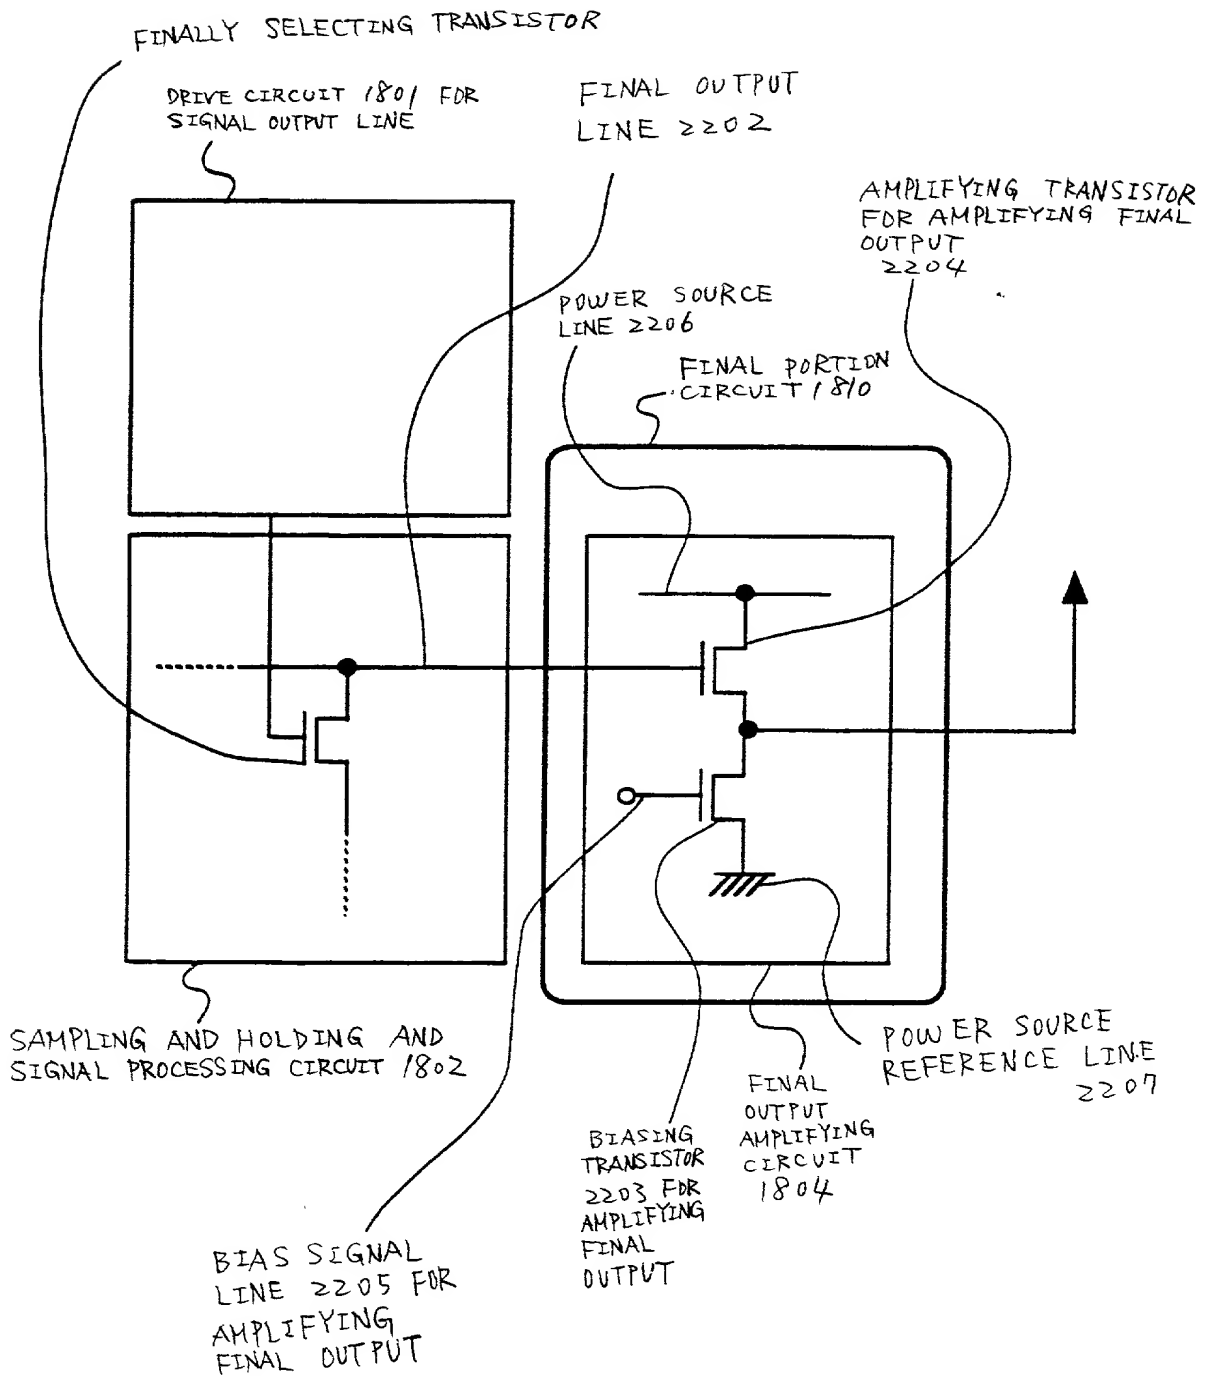 FINALLY SELECTING TRANSISTOR
DRIVE CIRCUIT 1801 FOR
SIGNAL OUTPUT LINE
FINAL OUTPUT
LINE 2202
AMPLIFYING TRANSISTOR
FOR AMPLIFYING FINAL
OUTPUT
2204
POWER SOURCE
LINE 2206
FINAL PORTION
CIRCUIT 1810
SAMPLING AND HOLDING AND
SIGNAL PROCESSING CIRCUIT 1802
POWER SOURCE
REFERENCE LINE
2207
FINAL
OUTPUT
AMPLIFYING
CIRCUIT
1804
BIASING
TRANSISTOR
2203 FOR
AMPLIFYING
FINAL
OUTPUT
BIAS SIGNAL
LINE 2205 FOR
AMPLIFYING
FINAL OUTPUT